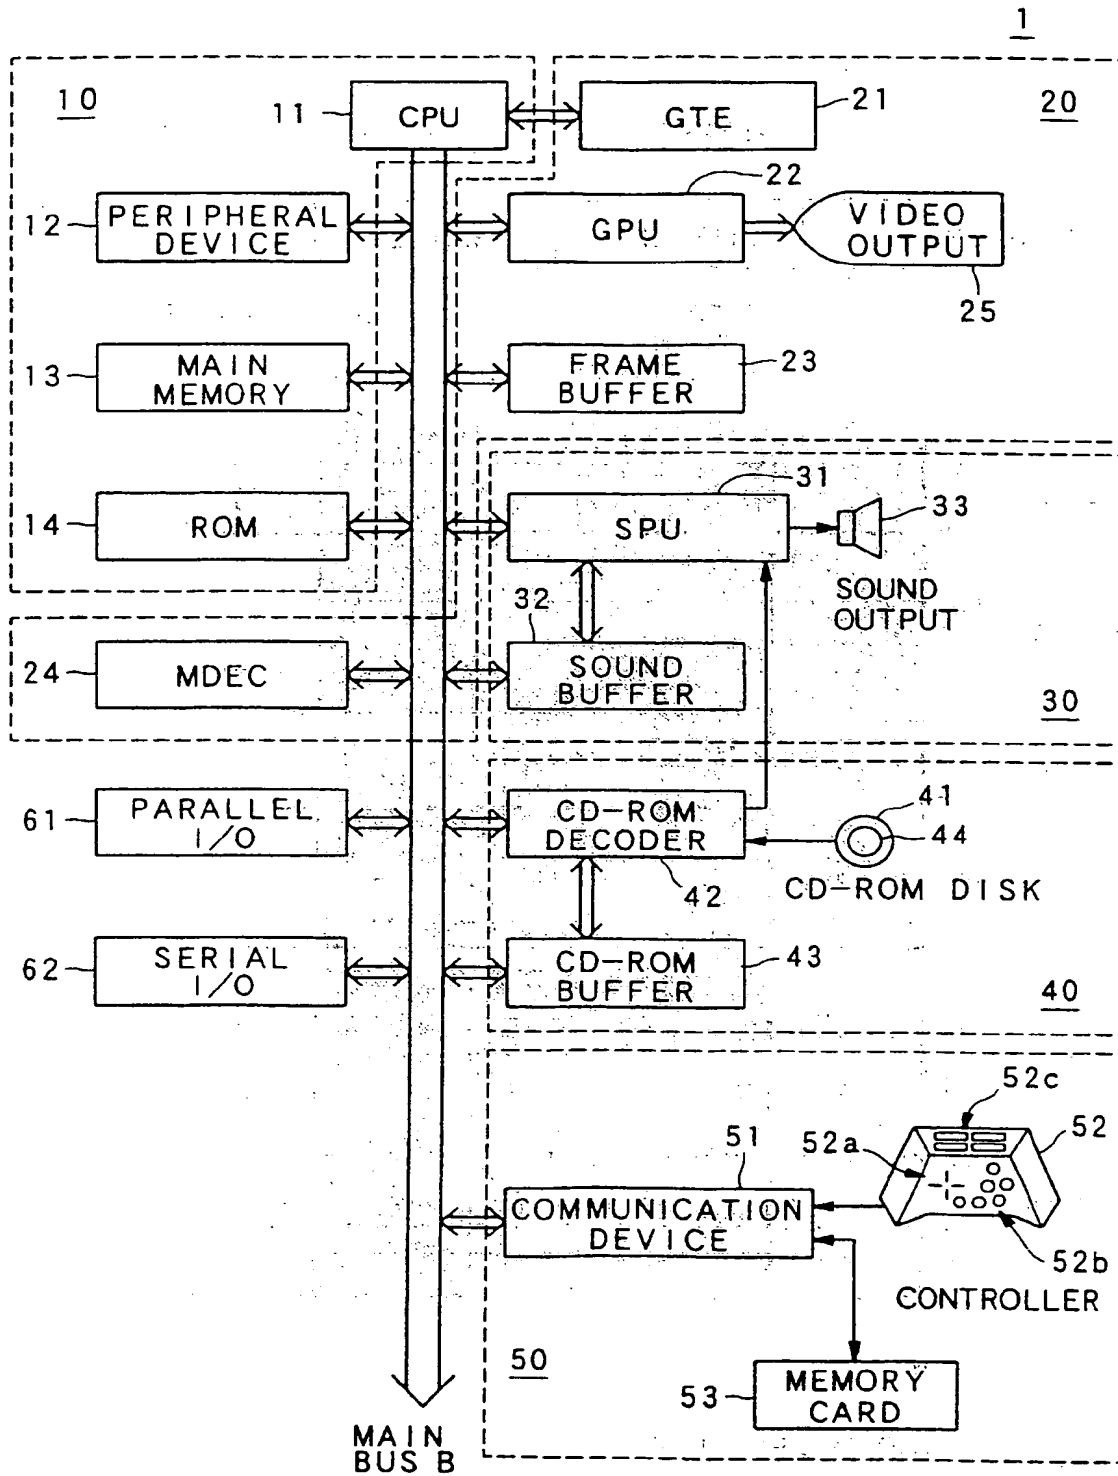 1
10
11
CPU
GTE
21
20
12
PERIPHERAL
DEVICE
22
GPU
VIDEO
OUTPUT
25
13
MAIN
MEMORY
FRAME
BUFFER
23
14
ROM
31
SPU
33
SOUND
OUTPUT
32
24
MDEC
SOUND
BUFFER
30
61
PARALLEL
I/O
CD-ROM
DECODER
42
41
44
CD-ROM DISK
62
SERIAL
I/O
CD-ROM
BUFFER
43
40
52c
52a
52
51
COMMUNICATION
DEVICE
52b
CONTROLLER
50
53
MEMORY
CARD
MAIN
BUS B